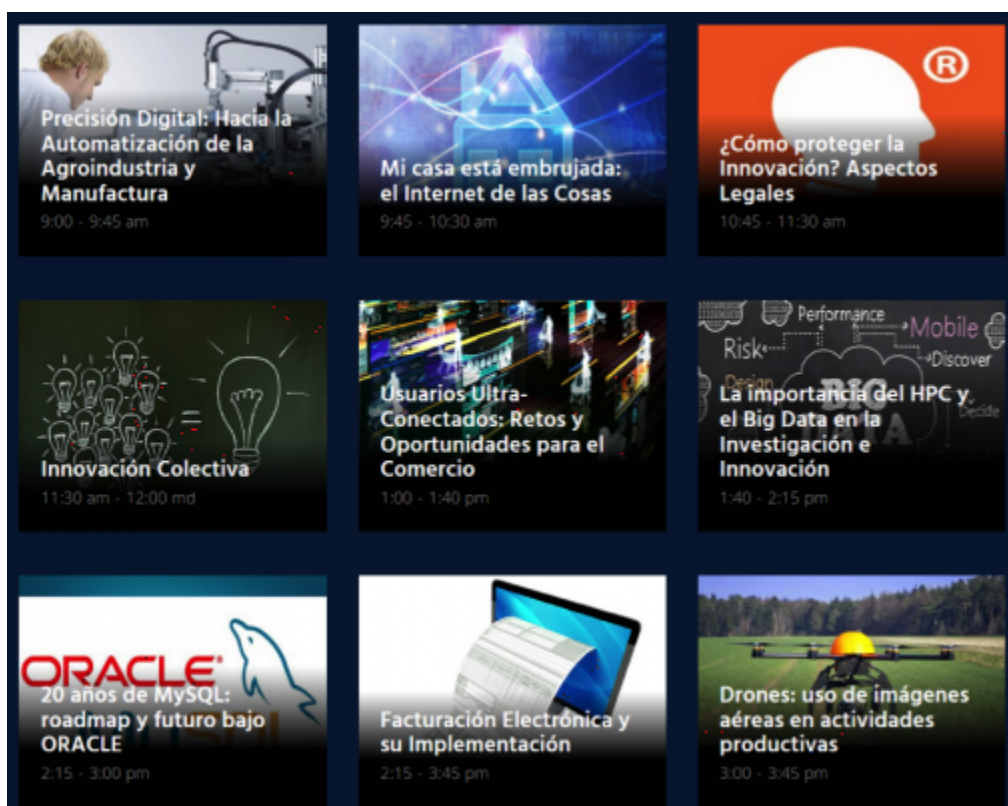 Precisión Digital: Hacia la
Automatización de la
Agroindustria y
Manufactura
9:00 - 9:45 am
Mi casa está embrujada:
el Internet de las Cosas
9:45 - 10:30 am
®
¿Cómo proteger la
Innovación? Aspectos
Legales
10:45 - 11:30 am
=
Innovación Colectiva
11:30 am - 12:00 md
Usuarios Ultra-
Conectados: Retos y
Oportunidades para el
Comercio
1:00 - 1:40 pm
Performance
Mobile
Risk
Discover
Design
BIG
Decide
La importancia del HPC y
el Big Data en la
Investigación e
Innovación
1:40 - 2:15 pm
ORACLE
20 años de MySQL:
roadmap y futuro bajo
ORACLE
2:15 - 3:00 pm
Facturación Electrónica y
su Implementación
2:15 - 3:45 pm
Drones: uso de imágenes
aéreas en actividades
productivas
3:00 - 3:45 pm